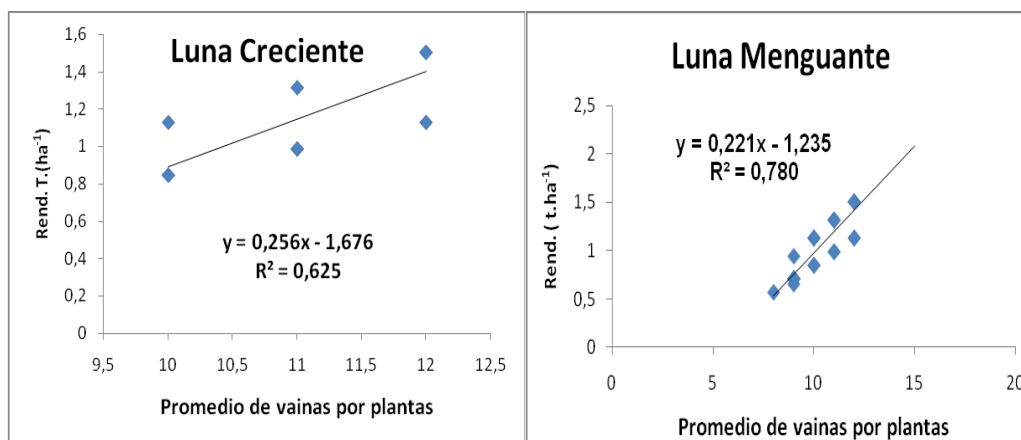 Luna Creciente
Rend. T.(ha⁻¹)
1,6
1,4
1,2
1
0,8
0,6
0,4
0,2
0
y = 0,256x - 1,676
R² = 0,625
9,5 10 10,5 11 11,5 12 12,5
Promedio de vainas por plantas
Luna Menguante
Rend. ( t.ha⁻¹)
2,5
2
1,5
1
0,5
0
y = 0,221x - 1,235
R² = 0,780
0 5 10 15 20
Promedio de vainas por plantas